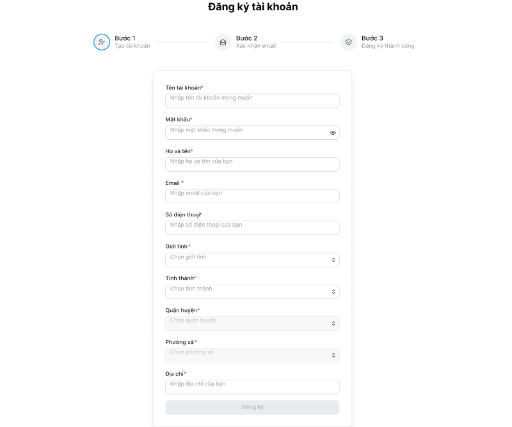 Đăng ký tài khoản
Bước 1
Tạo tài khoản
Bước 2
Xác nhận email
Bước 3
Đăng ký thành công
Tên tài khoản*
Nhập tên tài khoản mong muốn
Mật khẩu*
Nhập mật khẩu mong muốn
Họ và tên*
Nhập họ và tên của bạn
Email *
Nhập email của bạn
Số điện thoại*
Nhập số điện thoại của bạn
Giới tính*
Chọn giới tính
Tỉnh thành*
Chọn tỉnh thành
Quận huyện*
Chọn quận huyện
Phường xã*
Chọn phường xã
Địa chỉ*
Nhập địa chỉ của bạn
Đăng ký